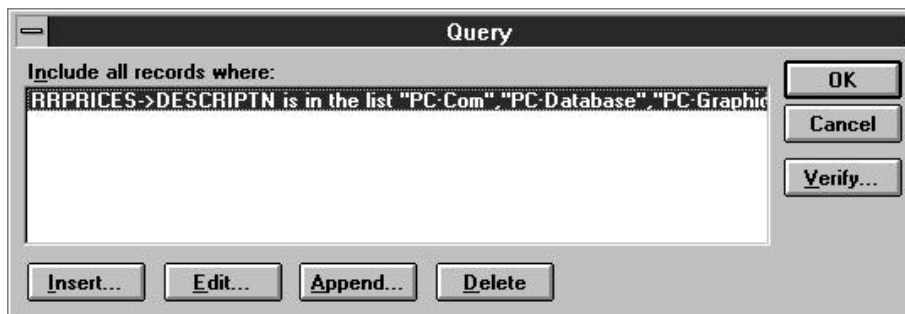 Query
Include all records where:
RRPRICES->DESCRIPTN is in the list "PC-Com","PC-Database","PC-Graphic
OK
Cancel
Verify...
Insert...
Edit...
Append...
Delete